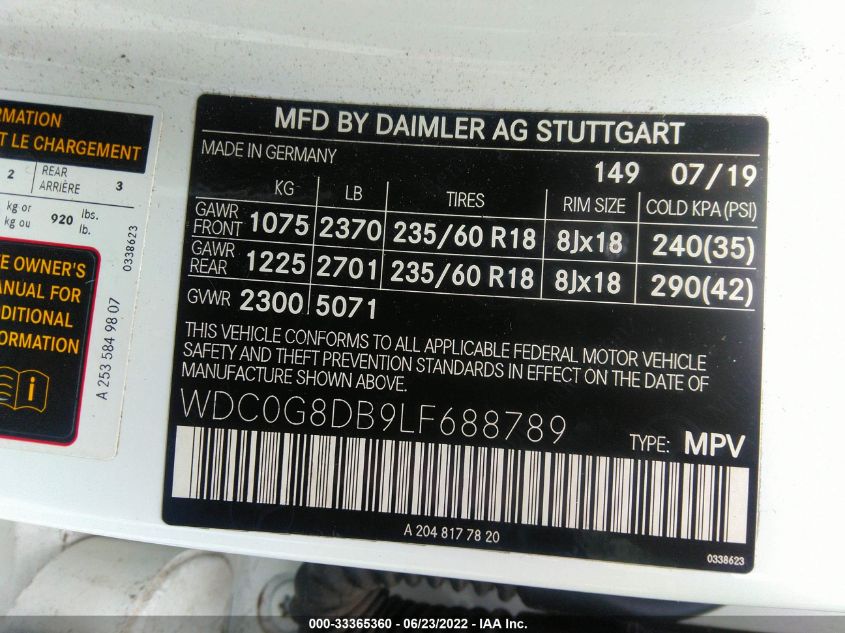 RMATION
T LE CHARGEMENT
2 REAR ARRIÈRE 3
kg or
kg ou 920 lbs.
lb.
E OWNER'S
ANUAL FOR
DITIONAL
FORMATION
A 253 584 98 07
0338623
MFD BY DAIMLER AG STUTTGART
MADE IN GERMANY 149 07/19
KG LB TIRES RIM SIZE COLD KPA (PSI)
GAWR FRONT 1075 2370 235/60 R18 8Jx18 240(35)
GAWR REAR 1225 2701 235/60 R18 8Jx18 290(42)
GVWR 2300 5071
THIS VEHICLE CONFORMS TO ALL APPLICABLE FEDERAL MOTOR VEHICLE
SAFETY AND THEFT PREVENTION STANDARDS IN EFFECT ON THE DATE OF
MANUFACTURE SHOWN ABOVE.
WDC0G8DB9LF688789 TYPE: MPV
A 204 817 78 20
0338623
000-33365360 - 06/23/2022 - IAA Inc.